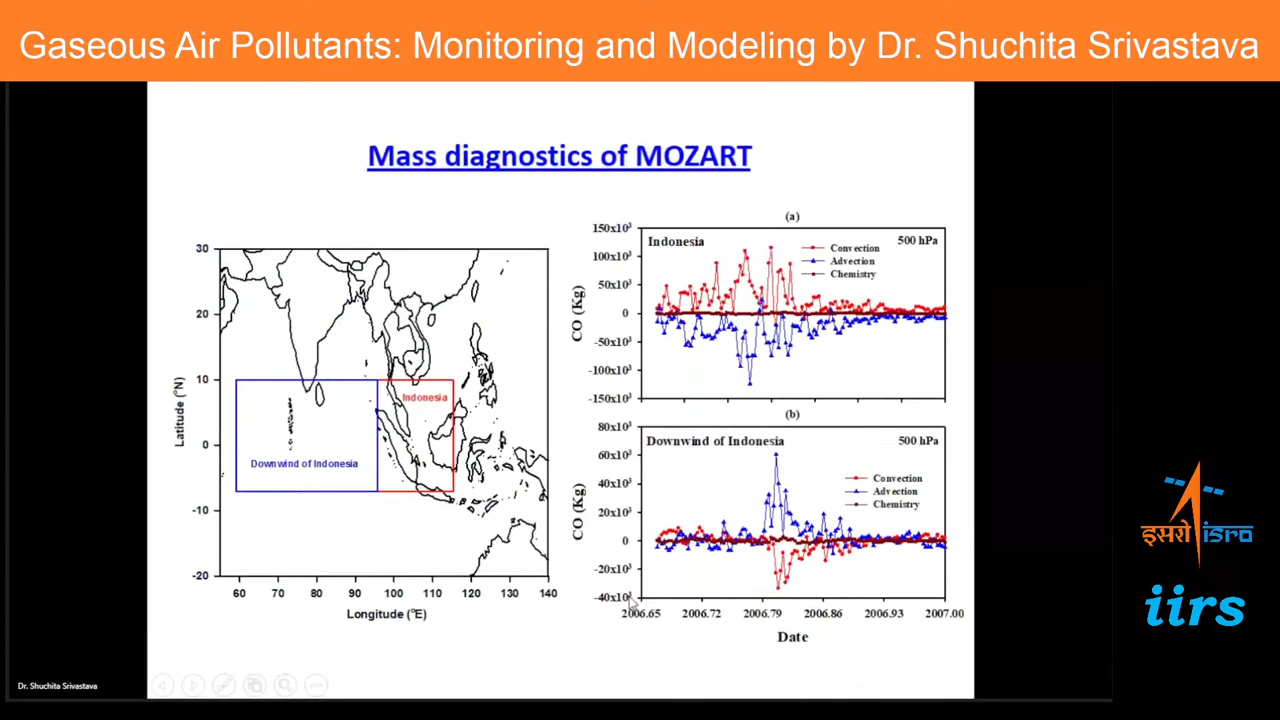 Gaseous Air Pollutants: Monitoring and Modeling by Dr. Shuchita Srivastava
Mass diagnostics of MOZART
30
20
10
0
-10
-20
Latitude (°N)
Indonesia
Downwind of Indonesia
60 70 80 90 100 110 120 130 140
Longitude (°E)
(a)
150x10³
100x10³
50x10³
0
-50x10³
-100x10³
-150x10³
CO (Kg)
Indonesia
500 hPa
Convection
Advection
Chemistry
(b)
80x10³
60x10³
40x10³
20x10³
0
-20x10³
-40x10³
CO (Kg)
Downwind of Indonesia
500 hPa
Convection
Advection
Chemistry
2006.65 2006.72 2006.79 2006.86 2006.93 2007.00
Date
इसरो isro
iirs
Dr. Shuchita Srivastava